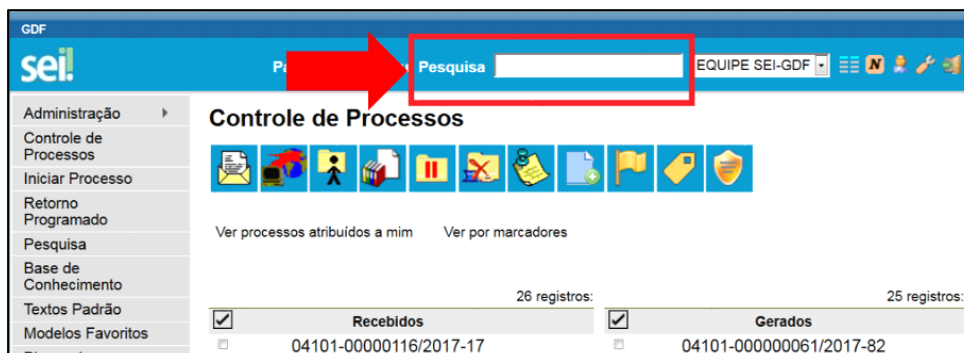 GDF
sei!
Pa
Pesquisa
EQUIPE SEI-GDF
N
Administração
Controle de
Processos
Iniciar Processo
Retorno
Programado
Pesquisa
Base de
Conhecimento
Textos Padrão
Modelos Favoritos
Controle de Processos
Ver processos atribuídos a mim Ver por marcadores
26 registros:
Recebidos
04101-00000116/2017-17
25 registros:
Gerados
04101-000000061/2017-82